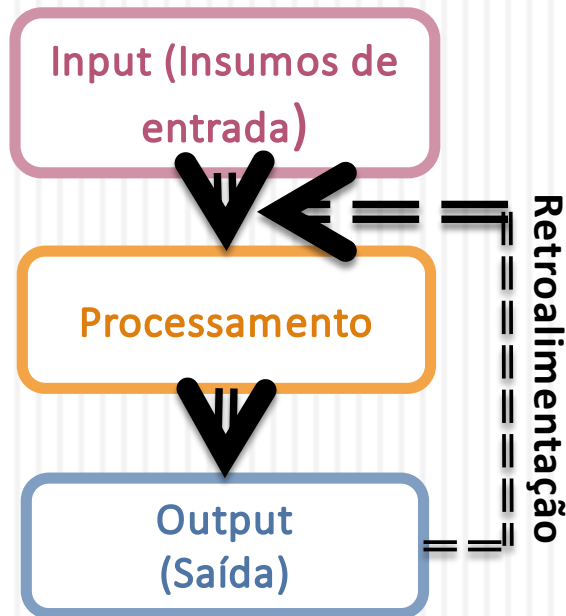 Input (Insumos de
entrada)
Processamento
Output
(Saída)
Retroalimentação